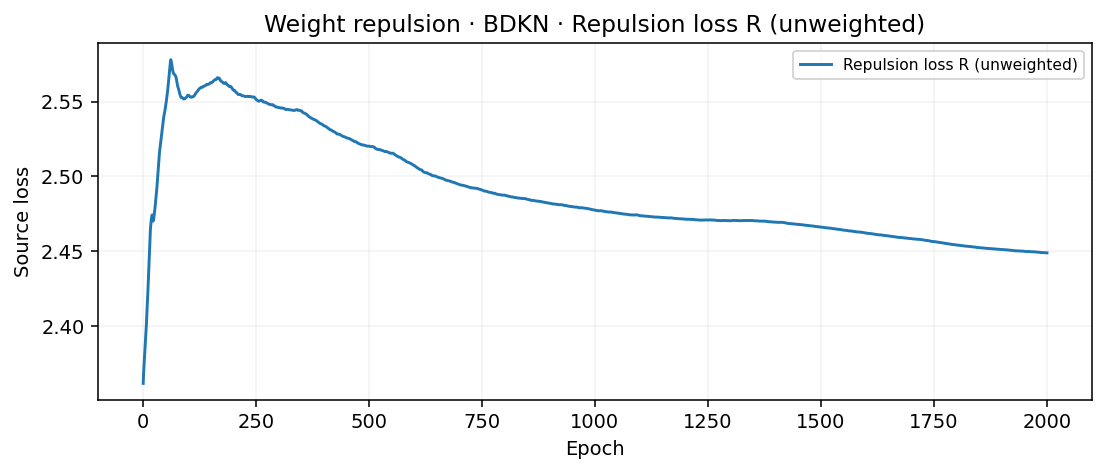 Weight repulsion · BDKN · Repulsion loss R (unweighted)
Repulsion loss R (unweighted)
Source loss
2.55
2.50
2.45
2.40
0 250 500 750 1000 1250 1500 1750 2000
Epoch